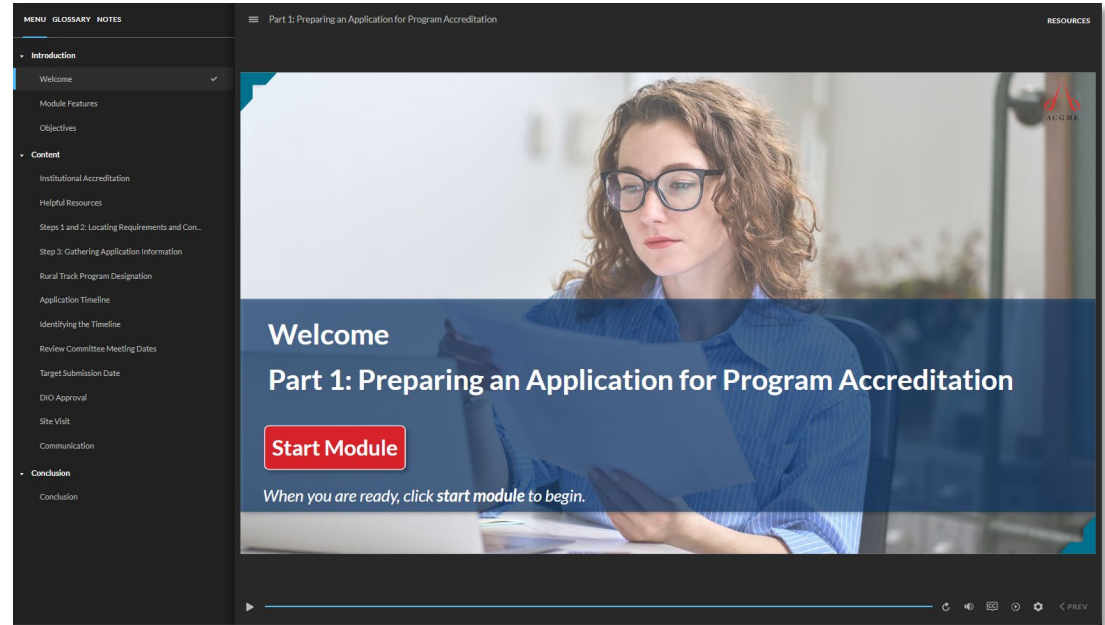 MENU GLOSSARY NOTES
Introduction
Welcome
Module Features
Objectives
Content
Institutional Accreditation
Helpful Resources
Steps 1 and 2: Locating Requirements and Con...
Step 3: Gathering Application Information
Rural Track Program Designation
Application Timeline
Identifying the Timeline
Review Committee Meeting Dates
Target Submission Date
DIO Approval
Site Visit
Communication
Conclusion
Conclusion
Part 1: Preparing an Application for Program Accreditation
RESOURCES
ACGME
Welcome
Part 1: Preparing an Application for Program Accreditation
Start Module
When you are ready, click start module to begin.
CC
PREV